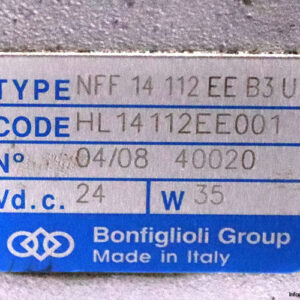 TYPE NFF 14 112 EE B3 U
CODE HL14112EE001
N° 04/08 40020
Vd.c. 24 W 35
Bonfiglioli Group
Made in Italy